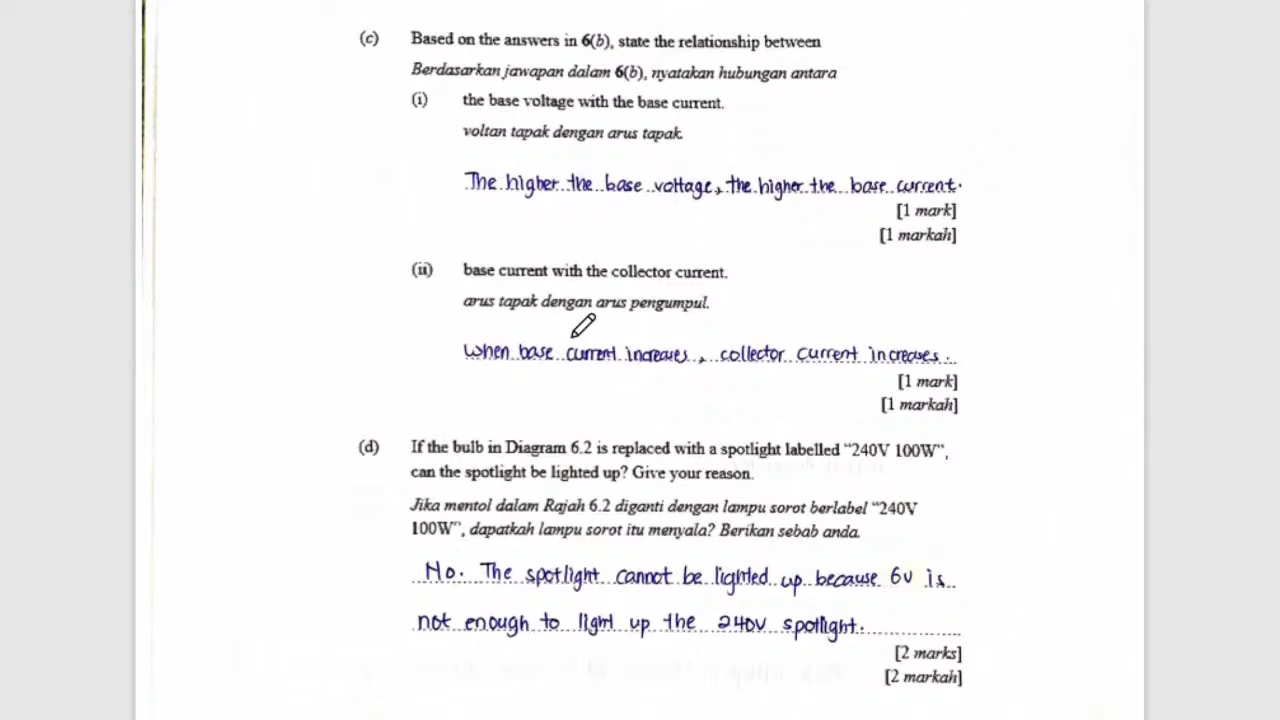 (c) Based on the answers in 6(b), state the relationship between
Berdasarkan jawapan dalam 6(b), nyatakan hubungan antara
(i) the base voltage with the base current.
voltan tapak dengan arus tapak.
The higher the base voltage, the higher the base current.
[1 mark]
[1 markah]
(ii) base current with the collector current.
arus tapak dengan arus pengumpul.
When base current increases, collector current increases.
[1 mark]
[1 markah]
(d) If the bulb in Diagram 6.2 is replaced with a spotlight labelled “240V 100W”,
can the spotlight be lighted up? Give your reason.
Jika mentol dalam Rajah 6.2 diganti dengan lampu sorot berlabel “240V
100W”, dapatkah lampu sorot itu menyala? Berikan sebab anda.
No. The spotlight cannot be lighted up because 6V is
not enough to light up the 240V spotlight.
[2 marks]
[2 markah]